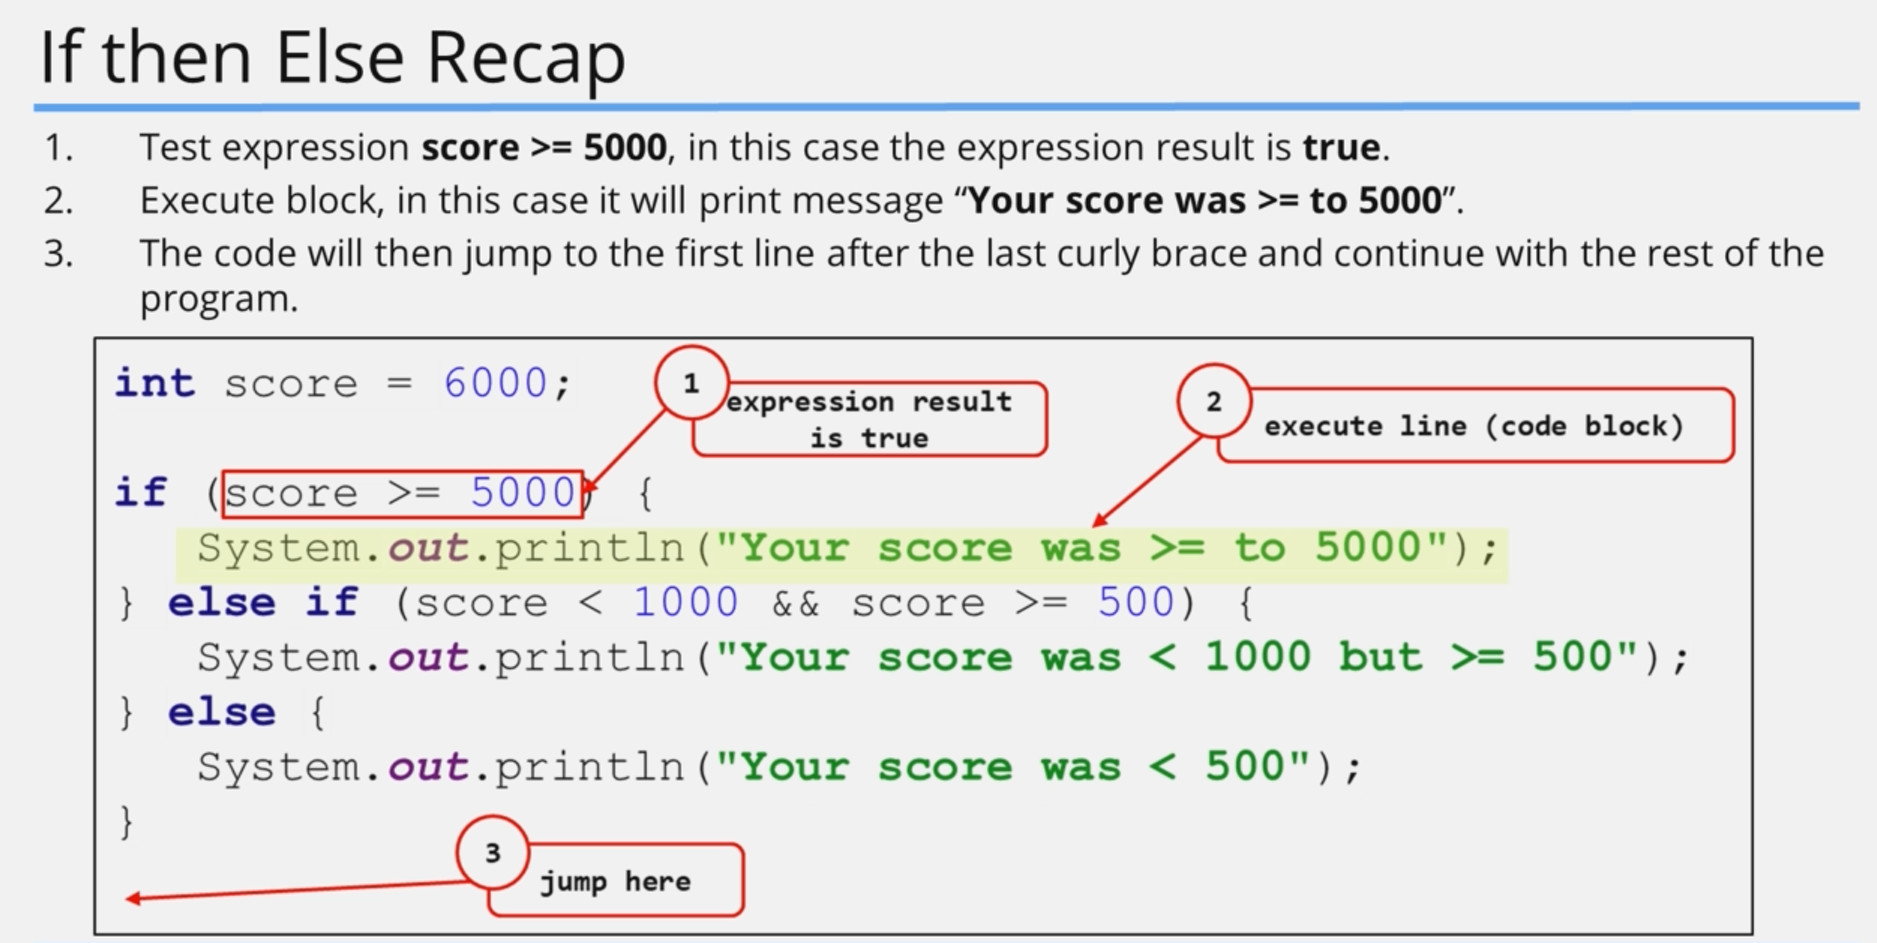 If then Else Recap
1. Test expression score >= 5000, in this case the expression result is true.
2. Execute block, in this case it will print message “Your score was >= to 5000”.
3. The code will then jump to the first line after the last curly brace and continue with the rest of the
program.
int score = 6000;
1
expression result
is true
2
execute line (code block)
if (score >= 5000) {
System.out.println("Your score was >= to 5000");
} else if (score < 1000 && score >= 500) {
System.out.println("Your score was < 1000 but >= 500");
} else {
System.out.println("Your score was < 500");
}
3
jump here